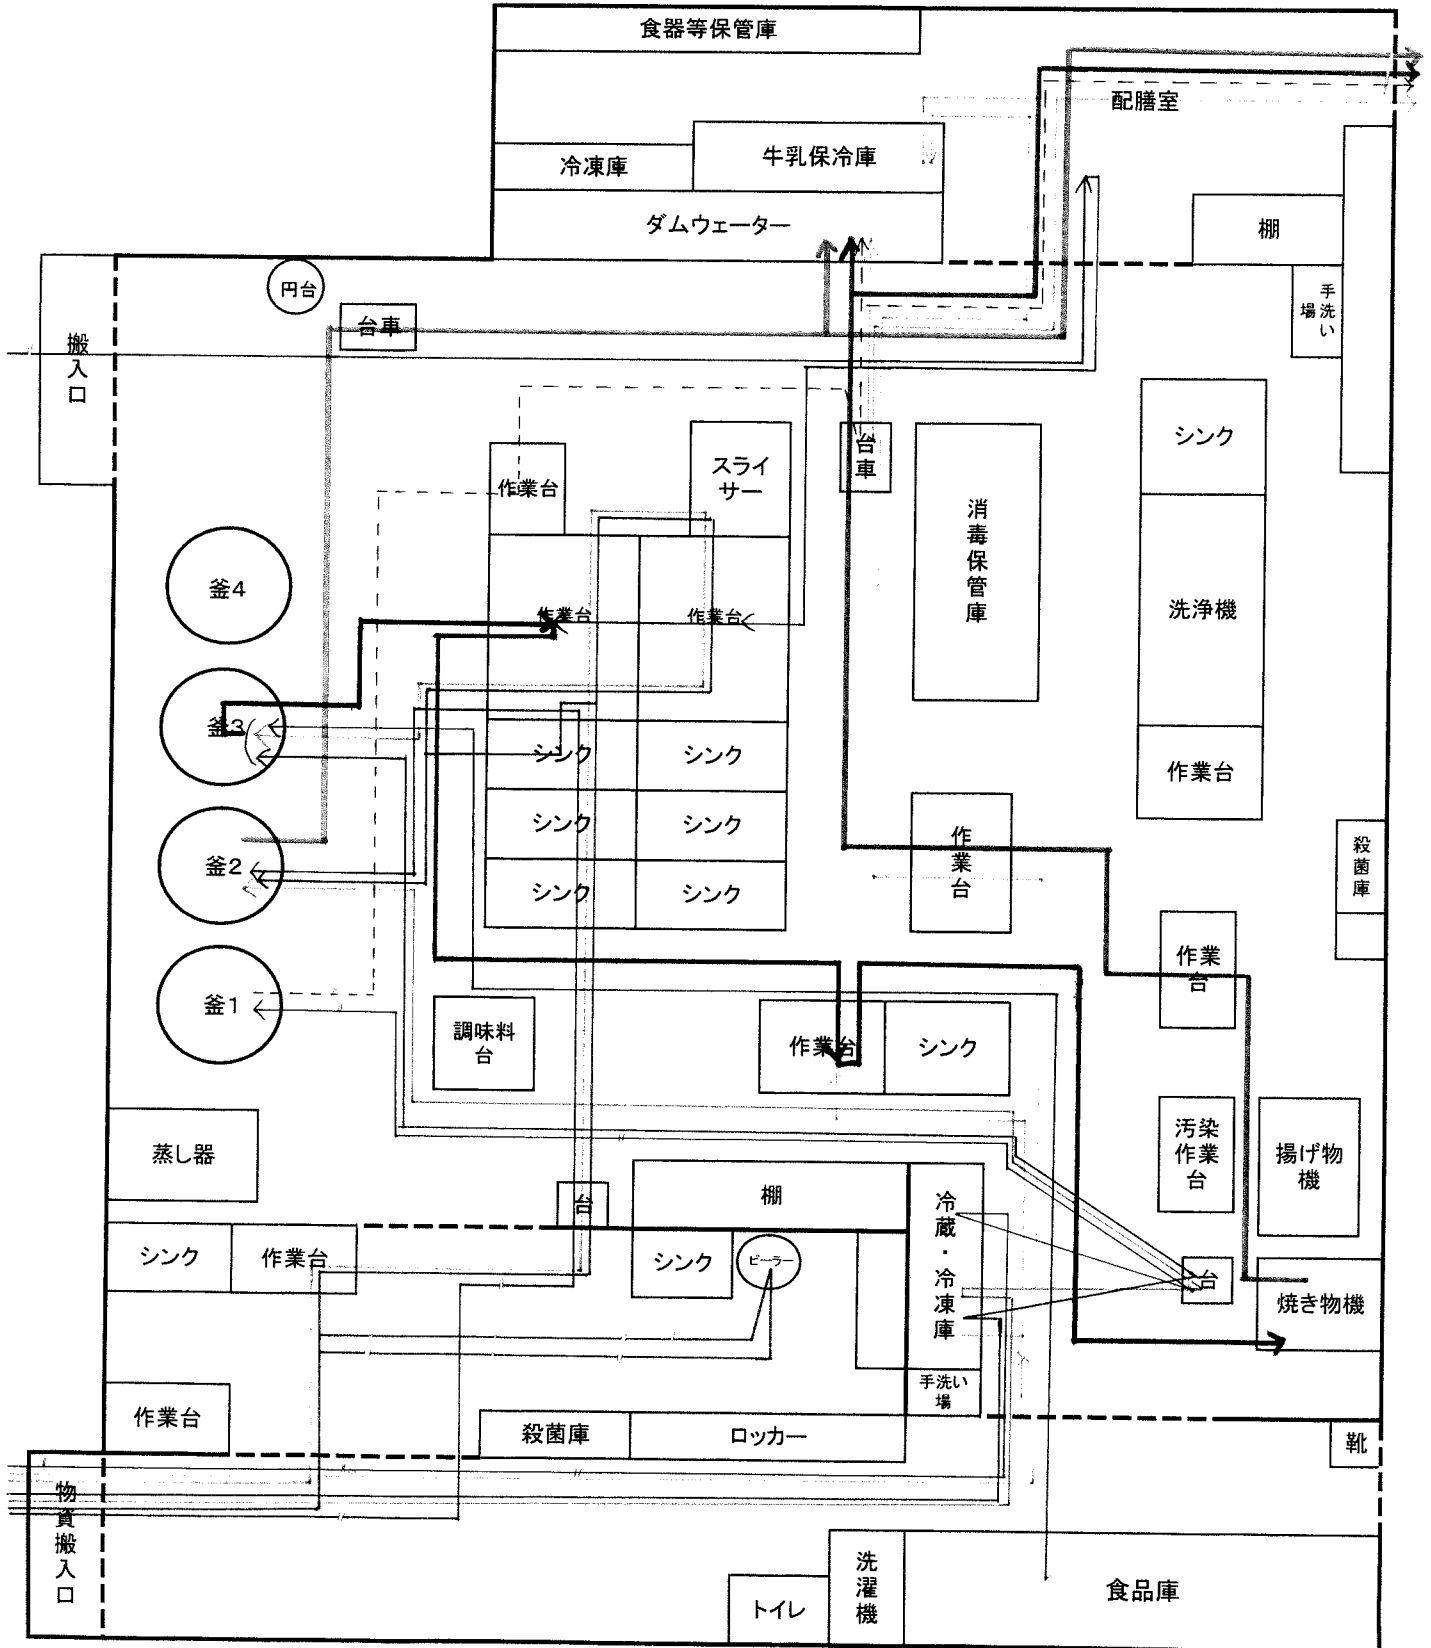 食器等保管庫
配膳室
冷凍庫
牛乳保冷庫
ダムウェーター
棚
円台
台車
手洗い
場
搬
入
口
台
車
シンク
スライ
サー
作業台
消
毒
保
管
庫
釜4
作業台
作業台
洗浄機
釜3
シンク
シンク
作業台
シンク
シンク
作
業
台
殺
菌
庫
釜2
シンク
シンク
作業
台
釜1
調味料
台
作業台
シンク
汚染
作業
台
揚げ物
機
蒸し器
棚
台
冷
蔵
・
冷
凍
庫
シンク
作業台
シンク
ピーラー
台
焼き物機
手洗い
場
作業台
殺菌庫
ロッカー
靴
物
資
搬
入
口
洗
濯
機
トイレ
食品庫